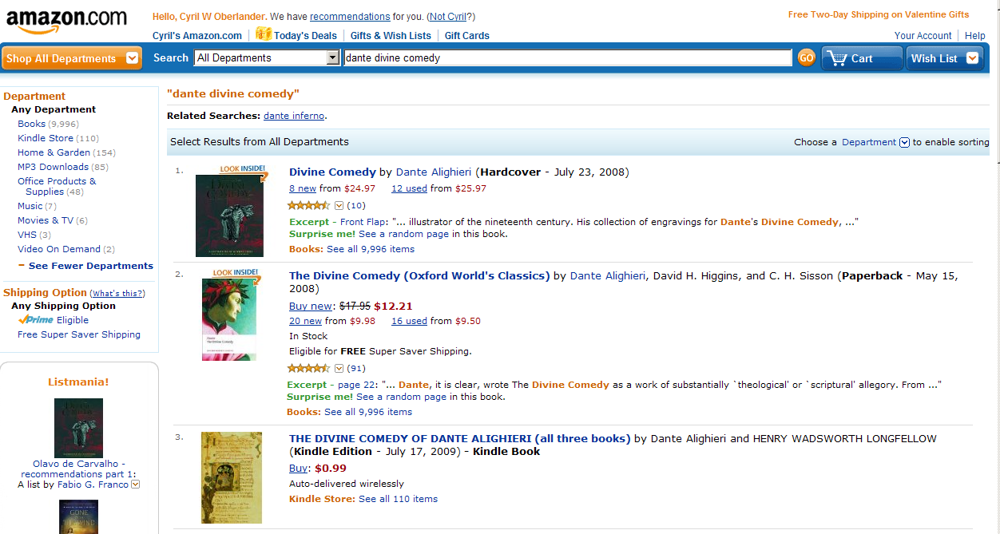 amazon.com
Hello, Cyril W Oberlander. We have recommendations for you. (Not Cyril?)
Free Two-Day Shipping on Valentine Gifts
Cyril's Amazon.com
Today's Deals
Gifts & Wish Lists
Gift Cards
Your Account
Help
Shop All Departments
Search
All Departments
dante divine comedy
GO
Cart
Wish List
Department
Any Department
Books (9,996)
Kindle Store (110)
Home & Garden (154)
MP3 Downloads (85)
Office Products &
Supplies (48)
Music (7)
Movies & TV (6)
VHS (3)
Video On Demand (2)
− See Fewer Departments
Shipping Option (What's this?)
Any Shipping Option
Prime Eligible
Free Super Saver Shipping
Listmania!
Olavo de Carvalho -
recommendations part 1:
A list by Fabio G. Franco
"dante divine comedy"
Related Searches: dante inferno.
Select Results from All Departments
Choose a Department to enable sorting
1.
LOOK INSIDE!
Divine Comedy by Dante Alighieri (Hardcover - July 23, 2008)
8 new from $24.97 12 used from $25.97
(10)
Excerpt - Front Flap: "... illustrator of the nineteenth century. His collection of engravings for Dante's Divine Comedy, ..."
Surprise me! See a random page in this book.
Books: See all 9,996 items
2.
LOOK INSIDE!
The Divine Comedy (Oxford World's Classics) by Dante Alighieri, David H. Higgins, and C. H. Sisson (Paperback - May 15,
2008)
Buy new: $17.95 $12.21
20 new from $9.98 16 used from $9.50
In Stock
Eligible for FREE Super Saver Shipping.
(91)
Excerpt - page 22: "... Dante, it is clear, wrote The Divine Comedy as a work of substantially `theological' or `scriptural' allegory. From ..."
Surprise me! See a random page in this book.
Books: See all 9,996 items
3.
THE DIVINE COMEDY OF DANTE ALIGHIERI (all three books) by Dante Alighieri and HENRY WADSWORTH LONGFELLOW
(Kindle Edition - July 17, 2009) - Kindle Book
Buy: $0.99
Auto-delivered wirelessly
Kindle Store: See all 110 items